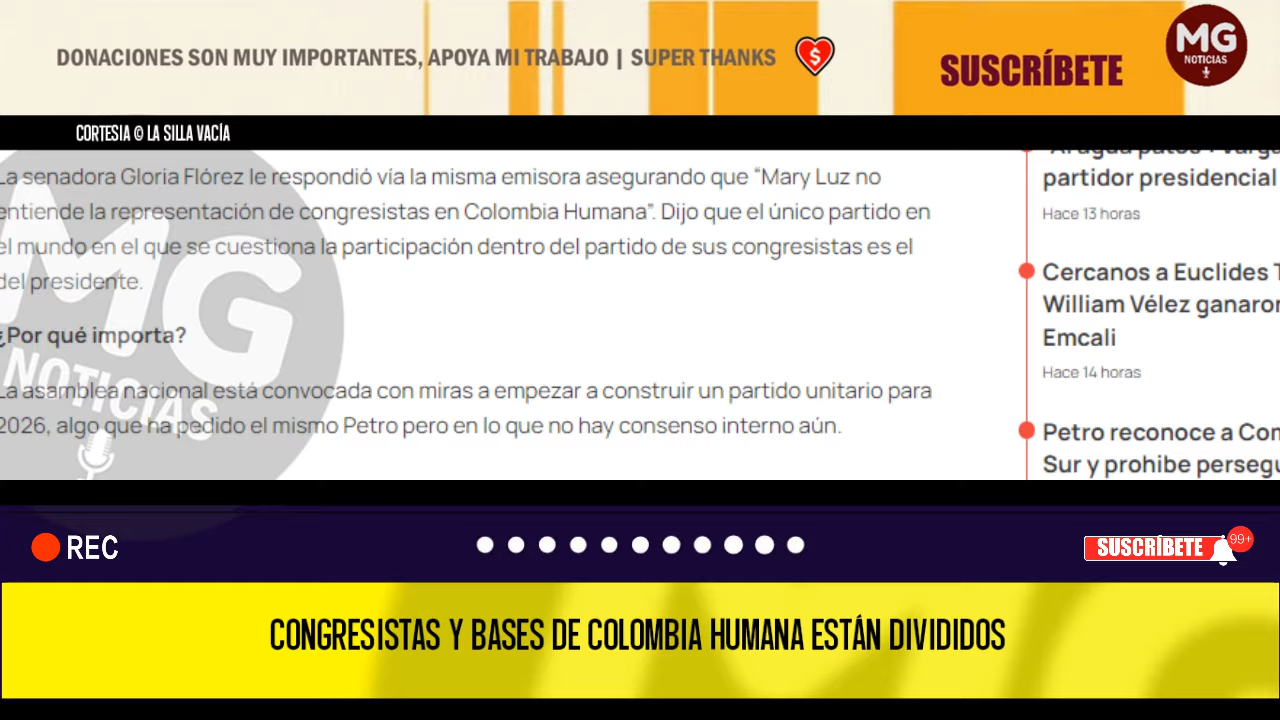 DONACIONES SON MUY IMPORTANTES, APOYA MI TRABAJO | SUPER THANKS
$
SUSCRÍBETE
MG
NOTICIAS
CORTESIA © LA SILLA VACÍA
La senadora Gloria Flórez le respondió vía la misma emisora asegurando que “Mary Luz no
entiende la representación de congresistas en Colombia Humana”. Dijo que el único partido en
el mundo en el que se cuestiona la participación dentro del partido de sus congresistas es el
del presidente.
¿Por qué importa?
La asamblea nacional está convocada con miras a empezar a construir un partido unitario para
2026, algo que ha pedido el mismo Petro pero en lo que no hay consenso interno aún.
MG
NOTICIAS
partidor presidencial
Hace 13 horas
Cercanos a Euclides T
William Vélez ganaron
Emcali
Hace 14 horas
Petro reconoce a Com
Sur y prohibe persegu
REC
SUSCRÍBETE
99+
CONGRESISTAS Y BASES DE COLOMBIA HUMANA ESTÁN DIVIDIDOS